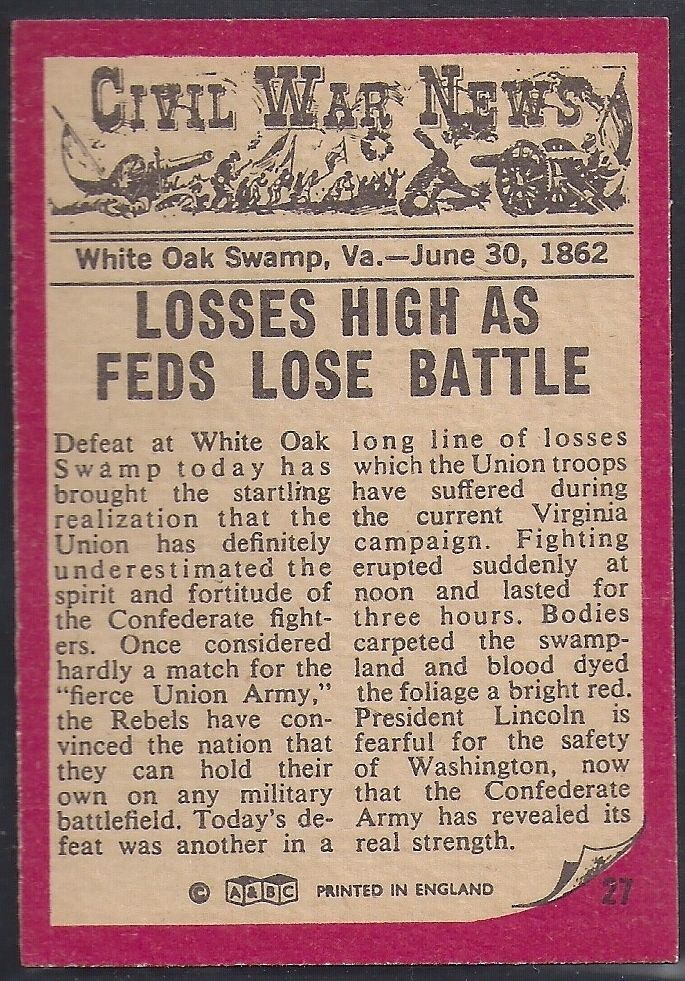 CIVIL WAR NEWS
White Oak Swamp, Va.—June 30, 1862
LOSSES HIGH AS
FEDS LOSE BATTLE
Defeat at White Oak
Swamp today has
brought the startling
realization that the
Union has definitely
underestimated the
spirit and fortitude of
the Confederate fight-
ers. Once considered
hardly a match for the
“fierce Union Army,”
the Rebels have con-
vinced the nation that
they can hold their
own on any military
battlefield. Today's de-
feat was another in a
long line of losses
which the Union troops
have suffered during
the current Virginia
campaign. Fighting
erupted suddenly at
noon and lasted for
three hours. Bodies
carpeted the swamp-
land and blood dyed
the foliage a bright red.
President Lincoln is
fearful for the safety
of Washington, now
that the Confederate
Army has revealed its
real strength.
© A&BC PRINTED IN ENGLAND
27